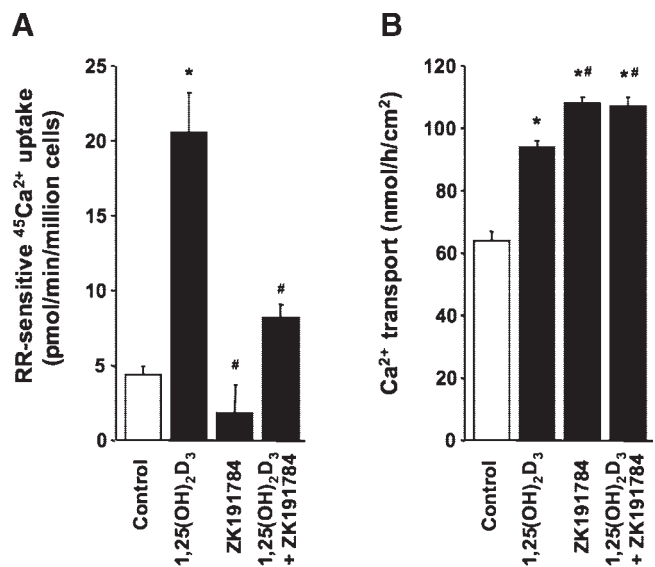 A
RR-sensitive ⁴⁵Ca²⁺ uptake
(pmol/min/million cells)
25
20
15
10
5
0
*
#
#
Control
1,25(OH)₂D₃
ZK191784
1,25(OH)₂D₃
+ ZK191784
B
Ca²⁺ transport (nmol/h/cm²)
120
100
80
60
40
20
0
*
*#
*#
Control
1,25(OH)₂D₃
ZK191784
1,25(OH)₂D₃
+ ZK191784